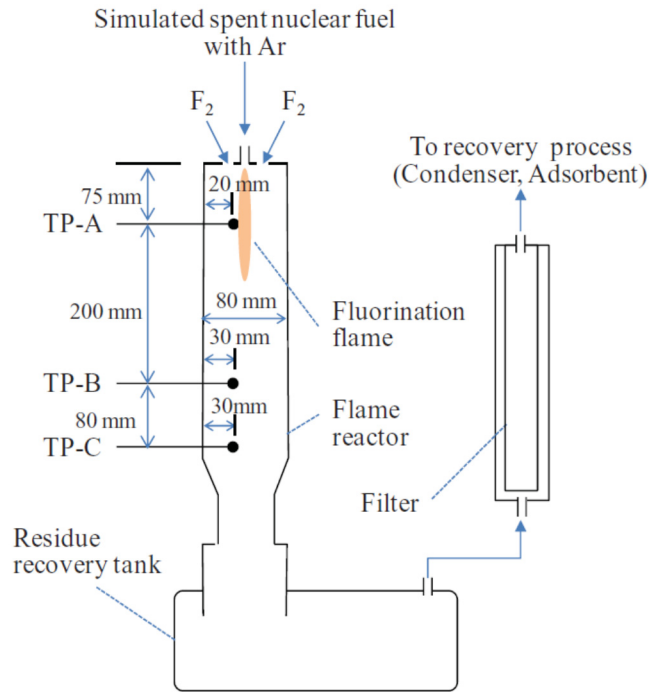 Simulated spent nuclear fuel
with Ar
F2
F2
To recovery process
(Condenser, Adsorbent)
20 mm
75 mm
TP-A
80 mm
Fluorination
flame
200 mm
30 mm
TP-B
30mm
80 mm
Flame
reactor
TP-C
Filter
Residue
recovery tank